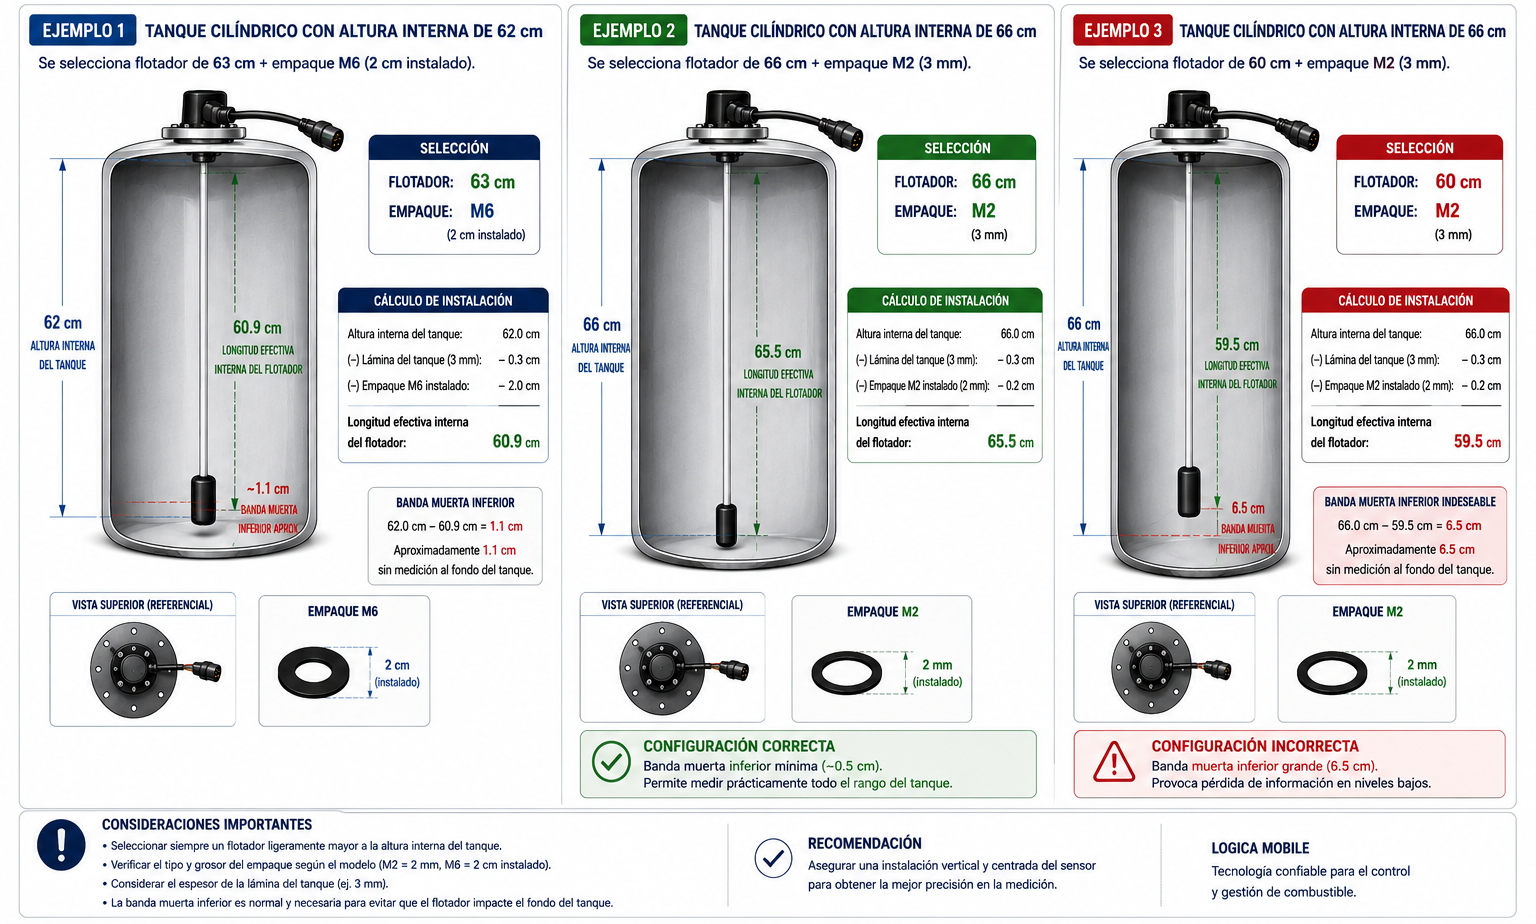 EJEMPLO 1 TANQUE CILÍNDRICO CON ALTURA INTERNA DE 62 cm
Se selecciona flotador de 63 cm + empaque M6 (2 cm instalado).
SELECCIÓN
FLOTADOR: 63 cm
EMPAQUE: M6
(2 cm instalado)
62 cm
ALTURA INTERNA
DEL TANQUE
60.9 cm
LONGITUD EFECTIVA
INTERNA DEL FLOTADOR
CÁLCULO DE INSTALACIÓN
Altura interna del tanque: 62.0 cm
(–) Lámina del tanque (3 mm): – 0.3 cm
(–) Empaque M6 instalado: – 2.0 cm
Longitud efectiva interna
del flotador: 60.9 cm
~1.1 cm
BANDA MUERTA
INFERIOR APROX.
BANDA MUERTA INFERIOR
62.0 cm – 60.9 cm = 1.1 cm
Aproximadamente 1.1 cm
sin medición al fondo del tanque.
VISTA SUPERIOR (REFERENCIAL)
EMPAQUE M6
2 cm
(instalado)
EJEMPLO 2 TANQUE CILÍNDRICO CON ALTURA INTERNA DE 66 cm
Se selecciona flotador de 66 cm + empaque M2 (3 mm).
SELECCIÓN
FLOTADOR: 66 cm
EMPAQUE: M2
(3 mm)
66 cm
ALTURA INTERNA
DEL TANQUE
65.5 cm
LONGITUD EFECTIVA
INTERNA DEL FLOTADOR
CÁLCULO DE INSTALACIÓN
Altura interna del tanque: 66.0 cm
(–) Lámina del tanque (3 mm): – 0.3 cm
(–) Empaque M2 instalado (2 mm): – 0.2 cm
Longitud efectiva interna
del flotador: 65.5 cm
VISTA SUPERIOR (REFERENCIAL)
EMPAQUE M2
2 mm
(instalado)
CONFIGURACIÓN CORRECTA
Banda muerta inferior mínima (~0.5 cm).
Permite medir prácticamente todo el rango del tanque.
EJEMPLO 3 TANQUE CILÍNDRICO CON ALTURA INTERNA DE 66 cm
Se selecciona flotador de 60 cm + empaque M2 (3 mm).
SELECCIÓN
FLOTADOR: 60 cm
EMPAQUE: M2
(3 mm)
66 cm
ALTURA INTERNA
DEL TANQUE
59.5 cm
LONGITUD EFECTIVA
INTERNA DEL FLOTADOR
CÁLCULO DE INSTALACIÓN
Altura interna del tanque: 66.0 cm
(–) Lámina del tanque (3 mm): – 0.3 cm
(–) Empaque M2 instalado (2 mm): – 0.2 cm
Longitud efectiva interna
del flotador: 59.5 cm
6.5 cm
BANDA MUERTA
INFERIOR APROX.
BANDA MUERTA INFERIOR INDESEABLE
66.0 cm – 59.5 cm = 6.5 cm
Aproximadamente 6.5 cm
sin medición al fondo del tanque.
VISTA SUPERIOR (REFERENCIAL)
EMPAQUE M2
2 mm
(instalado)
CONFIGURACIÓN INCORRECTA
Banda muerta inferior grande (6.5 cm).
Provoca pérdida de información en niveles bajos.
CONSIDERACIONES IMPORTANTES
• Seleccionar siempre un flotador ligeramente mayor a la altura interna del tanque.
• Verificar el tipo y grosor del empaque según el modelo (M2 = 2 mm, M6 = 2 cm instalado).
• Considerar el espesor de la lámina del tanque (ej. 3 mm).
• La banda muerta inferior es normal y necesaria para evitar que el flotador impacte el fondo del tanque.
RECOMENDACIÓN
Asegurar una instalación vertical y centrada del sensor
para obtener la mejor precisión en la medición.
LOGICA MOBILE
Tecnología confiable para el control
y gestión de combustible.